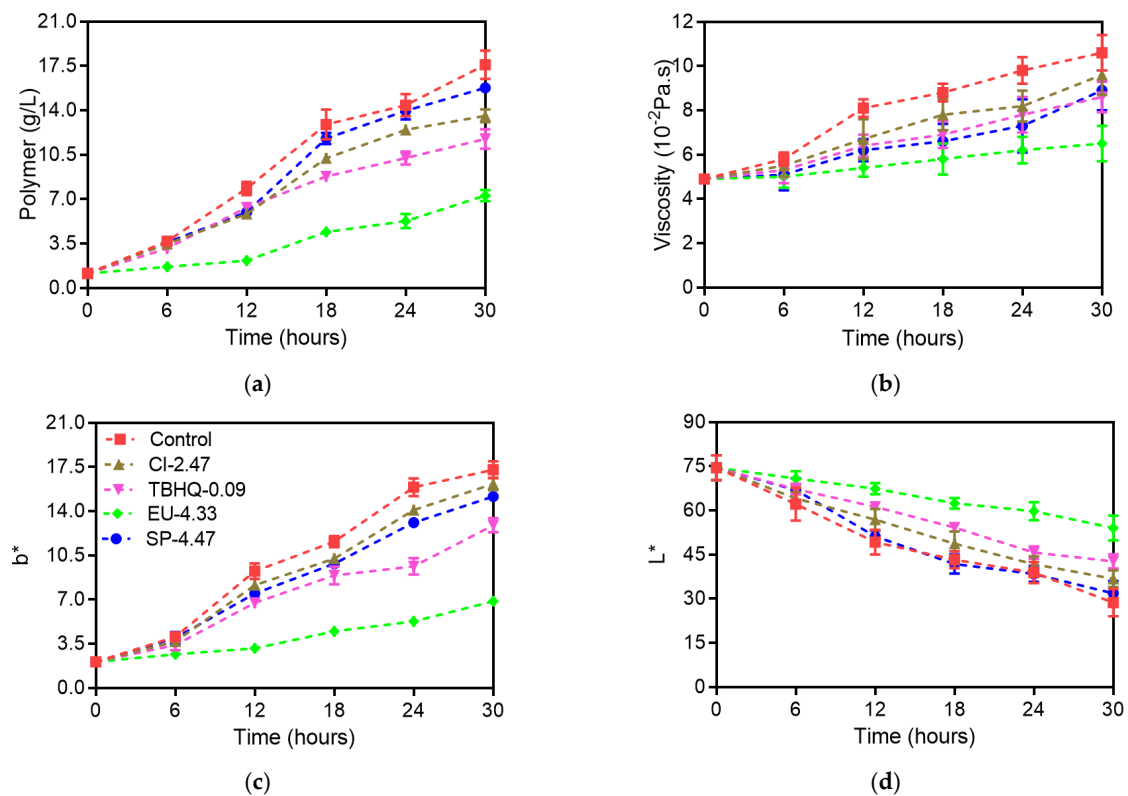 21.0
17.5
14.0
10.5
7.0
3.5
0.0
Polymer (g/L)
0 6 12 18 24 30
Time (hours)
(a)
12
10
8
6
4
2
0
Viscosity (10⁻²Pa.s)
0 6 12 18 24 30
Time (hours)
(b)
21.0
17.5
14.0
10.5
7.0
3.5
0.0
b*
Control
CI-2.47
TBHQ-0.09
EU-4.33
SP-4.47
0 6 12 18 24 30
Time (hours)
(c)
90
75
60
45
30
15
0
L*
0 6 12 18 24 30
Time (hours)
(d)